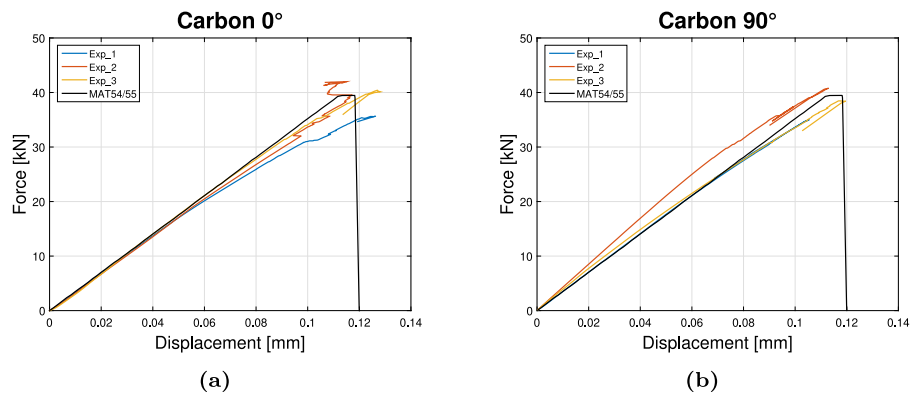 Carbon 0°
50
40
30
20
10
0
Force [kN]
Exp_1
Exp_2
Exp_3
MAT54/55
0
0.02
0.04
0.06
0.08
0.1
0.12
0.14
Displacement [mm]
(a)
Carbon 90°
50
40
30
20
10
0
Force [kN]
Exp_1
Exp_2
Exp_3
MAT54/55
0
0.02
0.04
0.06
0.08
0.1
0.12
0.14
Displacement [mm]
(b)